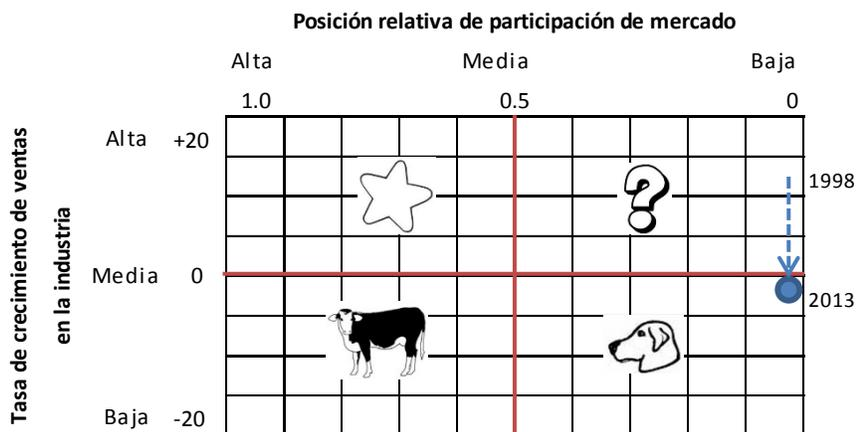 Posición relativa de participación de mercado
Alta Media Baja
1.0 0.5 0
Tasa de crecimiento de ventas
en la industria
Alta +20
1998
Media 0
2013
Baja -20